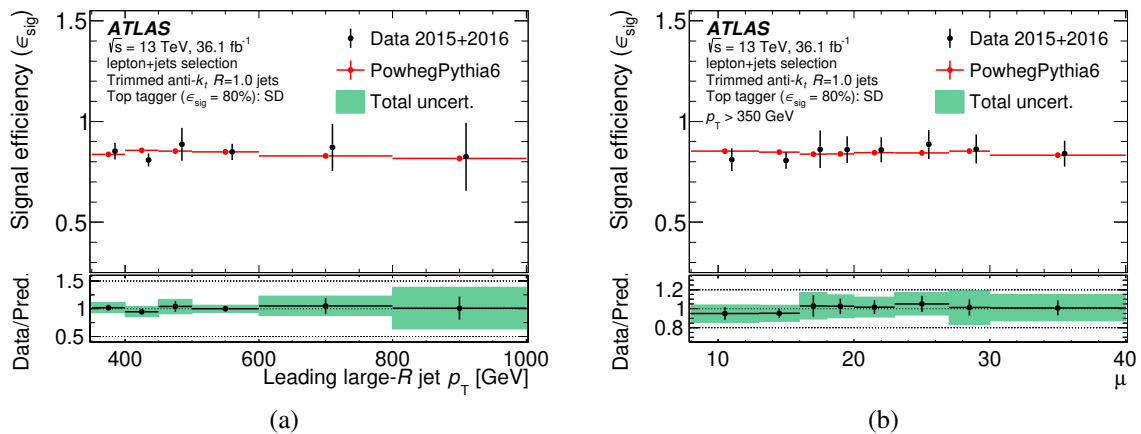 ATLAS
√s = 13 TeV, 36.1 fb⁻¹
lepton+jets selection
Trimmed anti-kₜ R=1.0 jets
Top tagger (ϵsig = 80%): SD
Data 2015+2016
PowhegPythia6
Total uncert.
Signal efficiency (ϵsig)
1.5
1
0.5
Data/Pred.
1.5
1
0.5
400 600 800 1000
Leading large-R jet pT [GeV]
(a)
ATLAS
√s = 13 TeV, 36.1 fb⁻¹
lepton+jets selection
Trimmed anti-kₜ R=1.0 jets
Top tagger (ϵsig = 80%): SD
pT > 350 GeV
Data 2015+2016
PowhegPythia6
Total uncert.
Signal efficiency (ϵsig)
1.5
1
0.5
Data/Pred.
1.2
1
0.8
10 20 30 40
μ
(b)